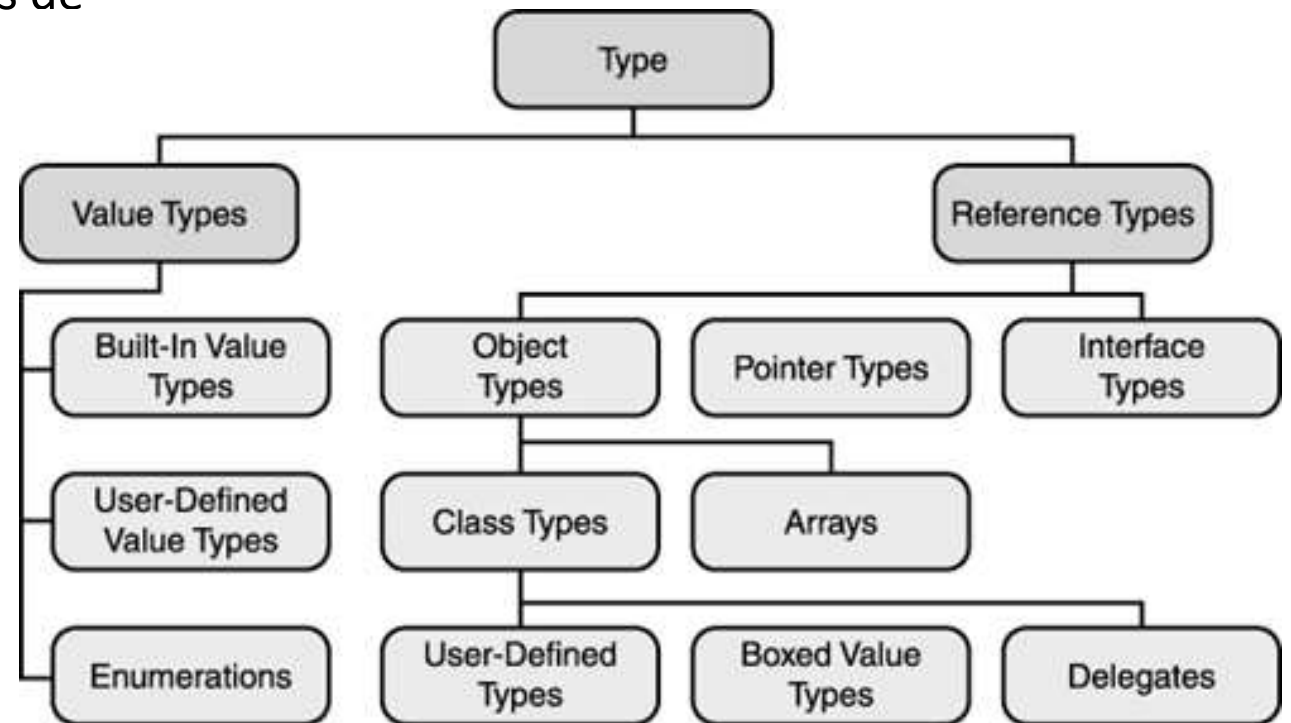 s de
Type
Value Types
Reference Types
Built-In Value
Types
Object
Types
Pointer Types
Interface
Types
User-Defined
Value Types
Class Types
Arrays
Enumerations
User-Defined
Types
Boxed Value
Types
Delegates